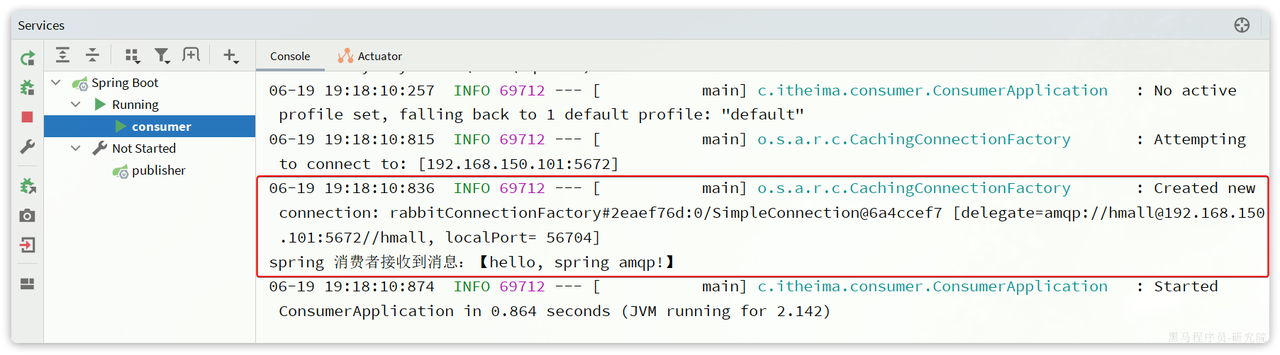 Services
Console
Actuator
Spring Boot
Running
consumer
Not Started
publisher
06-19 19:18:10:257  INFO 69712 --- [           main] c.itheima.consumer.ConsumerApplication   : No active
profile set, falling back to 1 default profile: "default"
06-19 19:18:10:815  INFO 69712 --- [           main] o.s.a.r.c.CachingConnectionFactory       : Attempting
to connect to: [192.168.150.101:5672]
06-19 19:18:10:836  INFO 69712 --- [           main] o.s.a.r.c.CachingConnectionFactory       : Created new
connection: rabbitConnectionFactory#2eaef76d:0/SimpleConnection@6a4ccef7 [delegate=amqp://hmall@192.168.150
.101:5672//hmall, localPort= 56704]
spring 消费者接收到消息：【hello, spring amqp!】
06-19 19:18:10:874  INFO 69712 --- [           main] c.itheima.consumer.ConsumerApplication   : Started
ConsumerApplication in 0.864 seconds (JVM running for 2.142)
黑马程序员-研究院